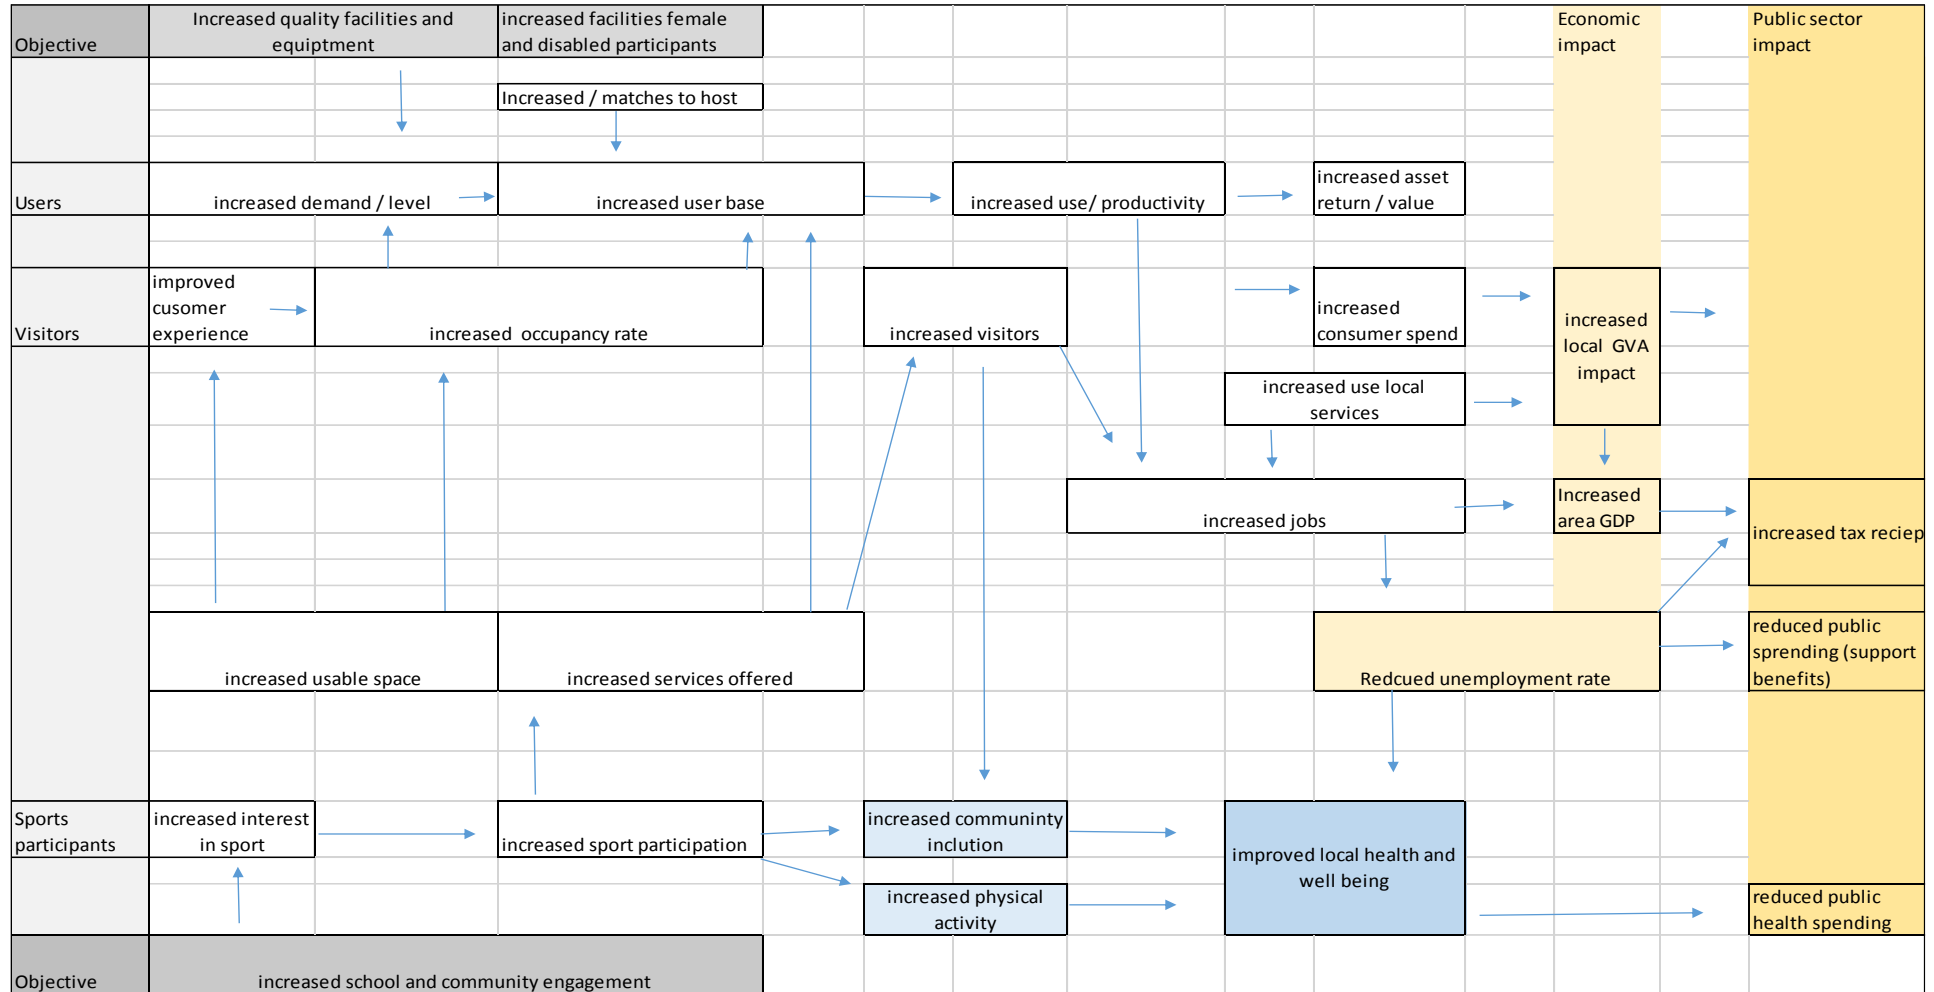 Objective
Increased quality facilities and
equiptment
increased facilities female
and disabled participants
Economic
impact
Public sector
impact
Increased / matches to host
Users
increased demand / level
increased user base
increased use/ productivity
increased asset
return / value
Visitors
improved
cusomer
experience
increased  occupancy rate
increased visitors
increased
consumer spend
increased
local  GVA
impact
increased use local
services
increased jobs
Increased
area GDP
increased tax reciep
increased usable space
increased services offered
Redcued unemployment rate
reduced public
sprending (support
benefits)
Sports
participants
increased interest
in sport
increased sport participation
increased communinty
inclution
improved local health and
well being
increased physical
activity
reduced public
health spending
Objective
increased school and community engagement